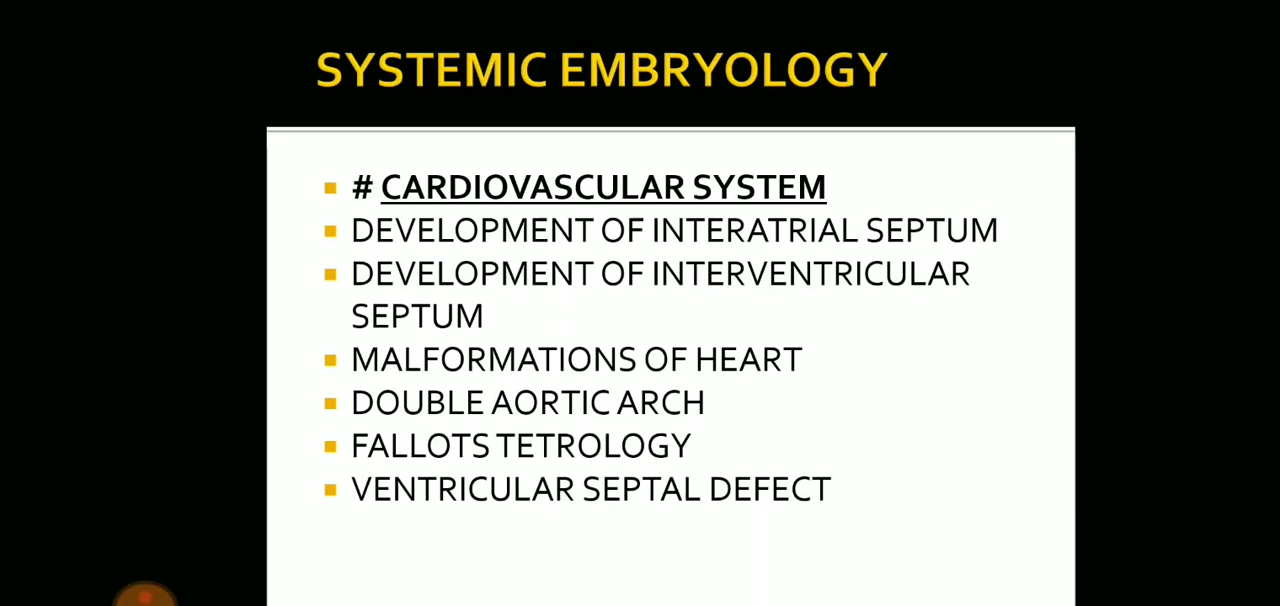 SYSTEMIC EMBRYOLOGY
# CARDIOVASCULAR SYSTEM
DEVELOPMENT OF INTERATRIAL SEPTUM
DEVELOPMENT OF INTERVENTRICULAR
SEPTUM
MALFORMATIONS OF HEART
DOUBLE AORTIC ARCH
FALLOTS TETROLOGY
VENTRICULAR SEPTAL DEFECT